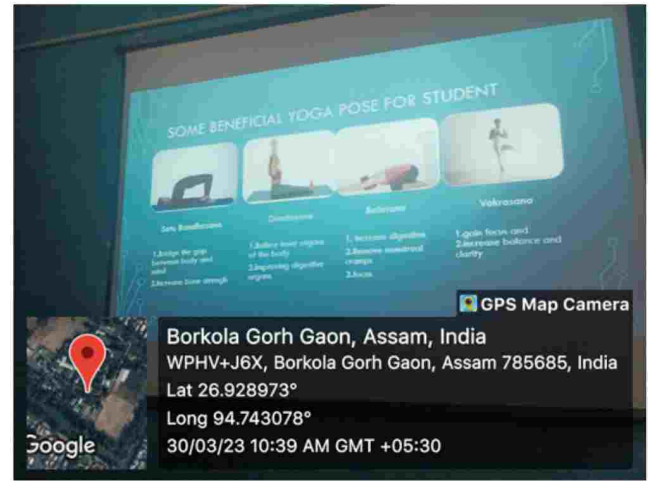 SOME BENEFICIAL YOGA POSE FOR STUDENT
Setu Bandhasana
Dandasana
Balasana
Vakrasana
1.Bridge the gap
between body and
mind
2.Increase bone strength
1.Relieve inner organs
of the body
2.Improving digestive
organs
1. Increase digestion
2.Remove menstrual
cramps
3.focus
1.gain focus and
2.increase balance and
clarity
GPS Map Camera
Borkola Gorh Gaon, Assam, India
WPHV+J6X, Borkola Gorh Gaon, Assam 785685, India
Lat 26.928973°
Long 94.743078°
30/03/23 10:39 AM GMT +05:30
Google